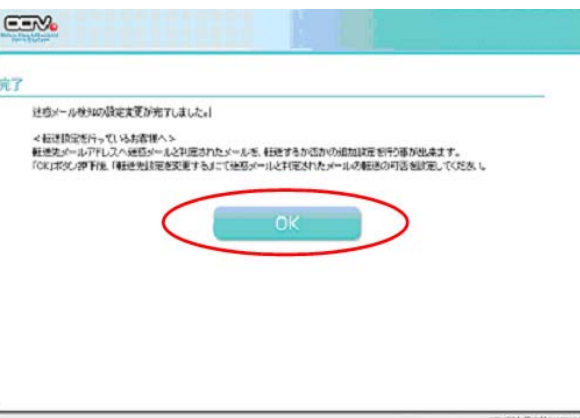 CCV
完了
迷惑メール検知の設定変更が完了しました。
<転送設定を行っているお客様へ>
転送先メールアドレスへ迷惑メールと判定されたメールを、転送するか否かの追加設定を行う事が出来ます。
「OK」ボタン押下後、「転送先設定を変更する」にて迷惑メールと判定されたメールの転送の可否を設定してください。
OK